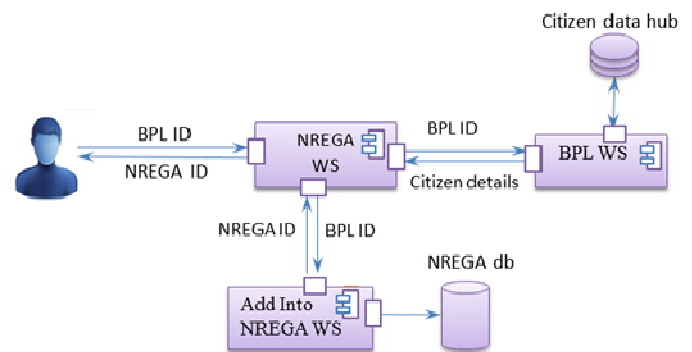 Citizen data hub
BPL ID
NREGA ID
NREGA
WS
BPL ID
Citizen details
BPL WS
NREGA ID
BPL ID
Add Into
NREGA WS
NREGA db